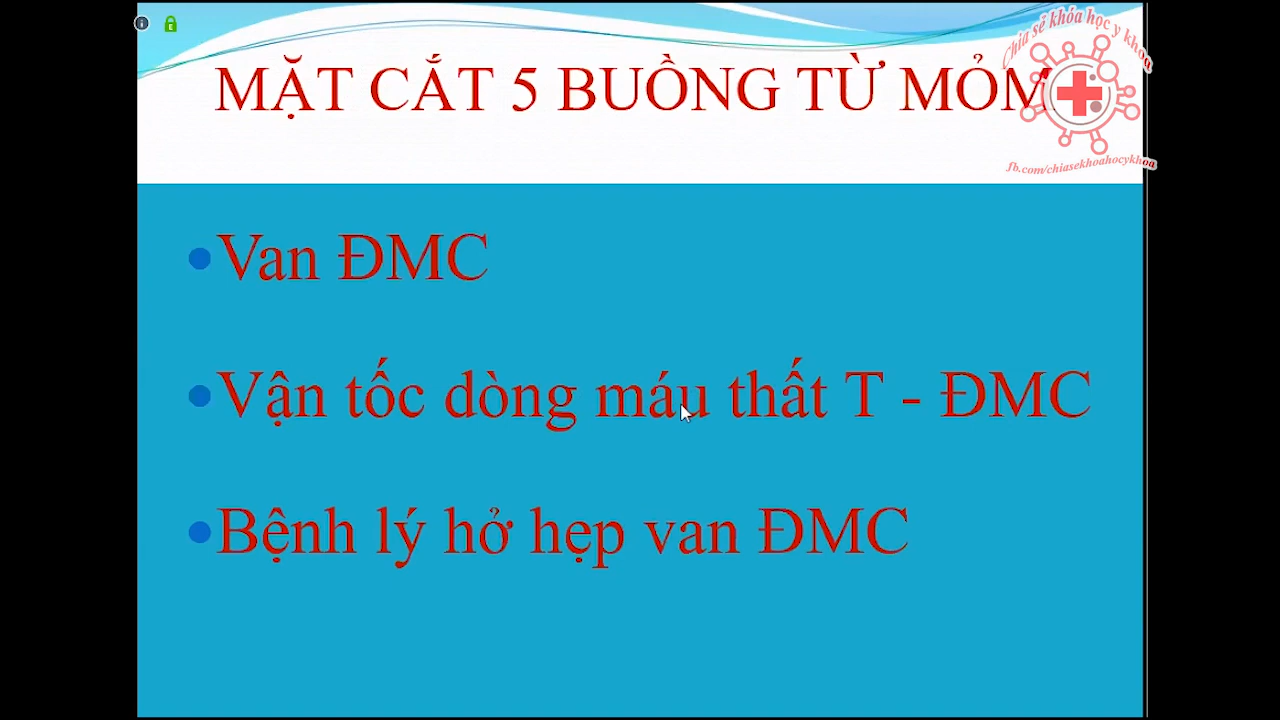 Chia sẻ khóa học y khoa
MẶT CẮT 5 BUỒNG TỪ MỎM
fb.com/chiasekhoahocykhoa
Van ĐMC
Vận tốc dòng máu thất T - ĐMC
Bệnh lý hở hẹp van ĐMC